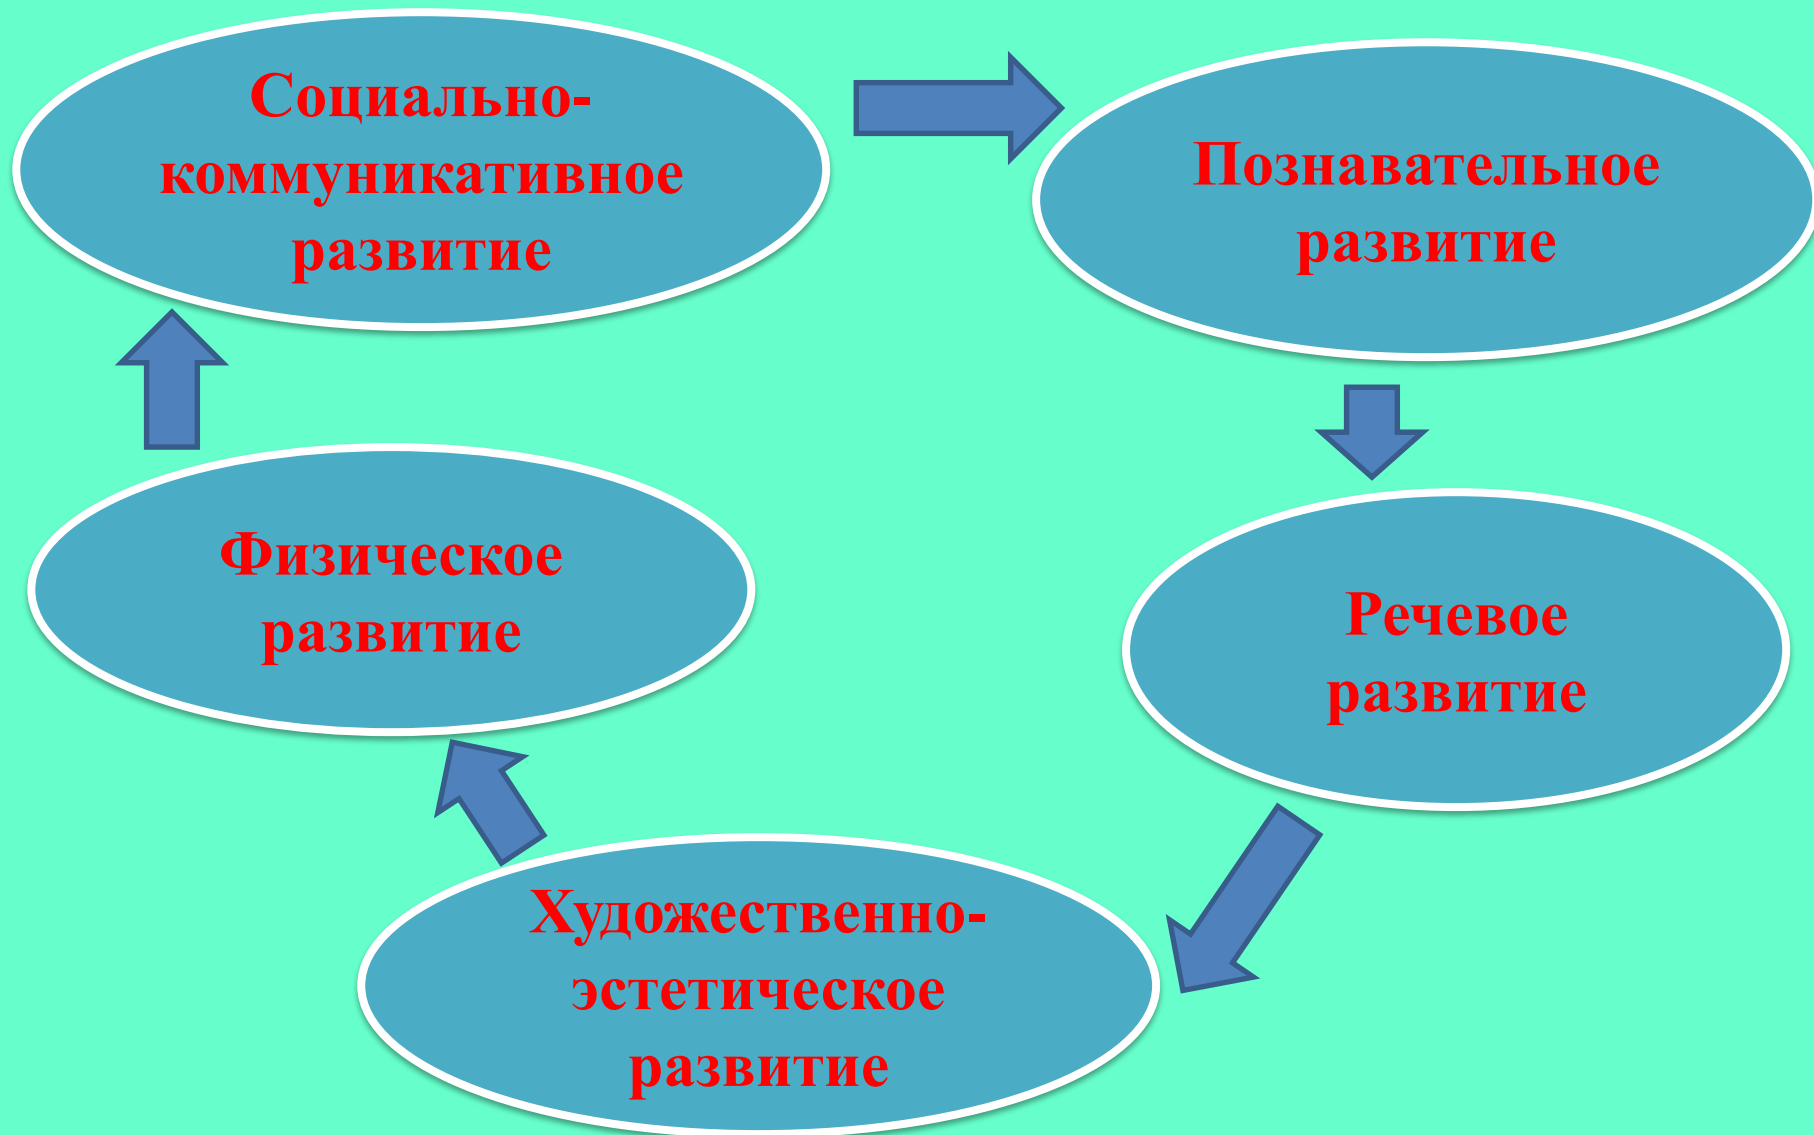 Социально-
коммуникативное
развитие
Познавательное
развитие
Физическое
развитие
Речевое
развитие
Художественно-
эстетическое
развитие